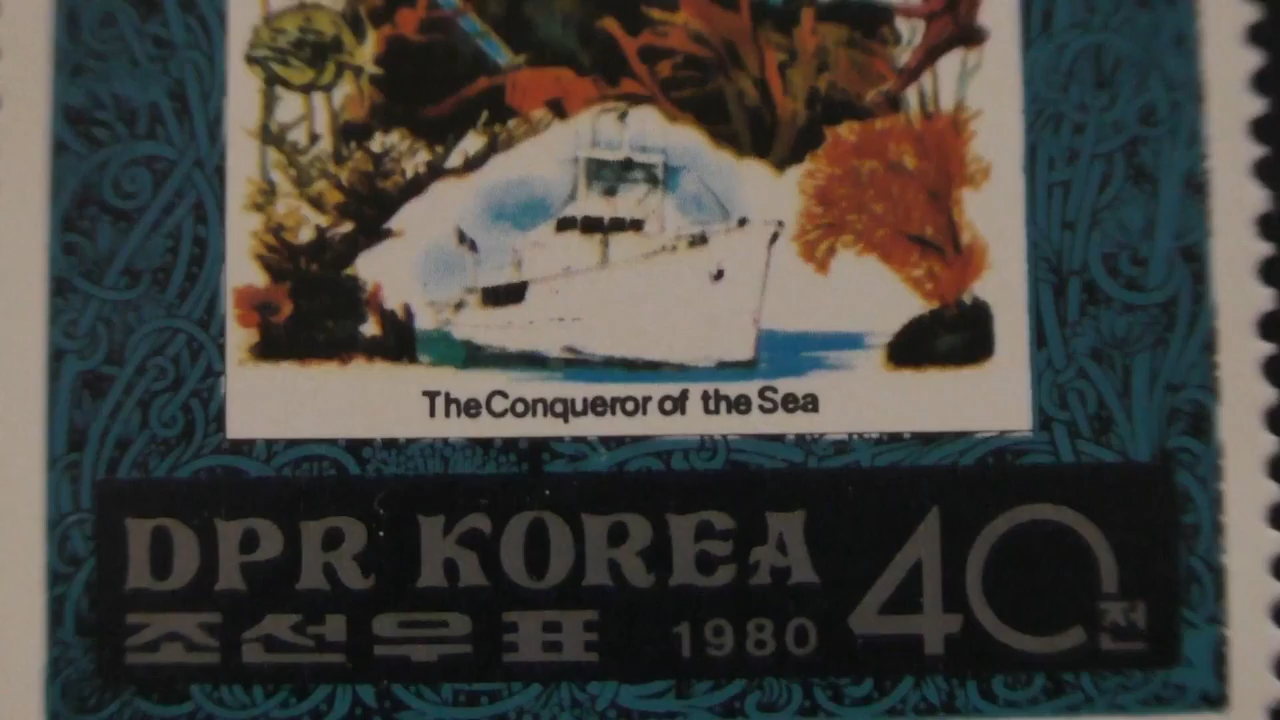 The Conqueror of the Sea
DPR KOREA
조선우표 1980 40전